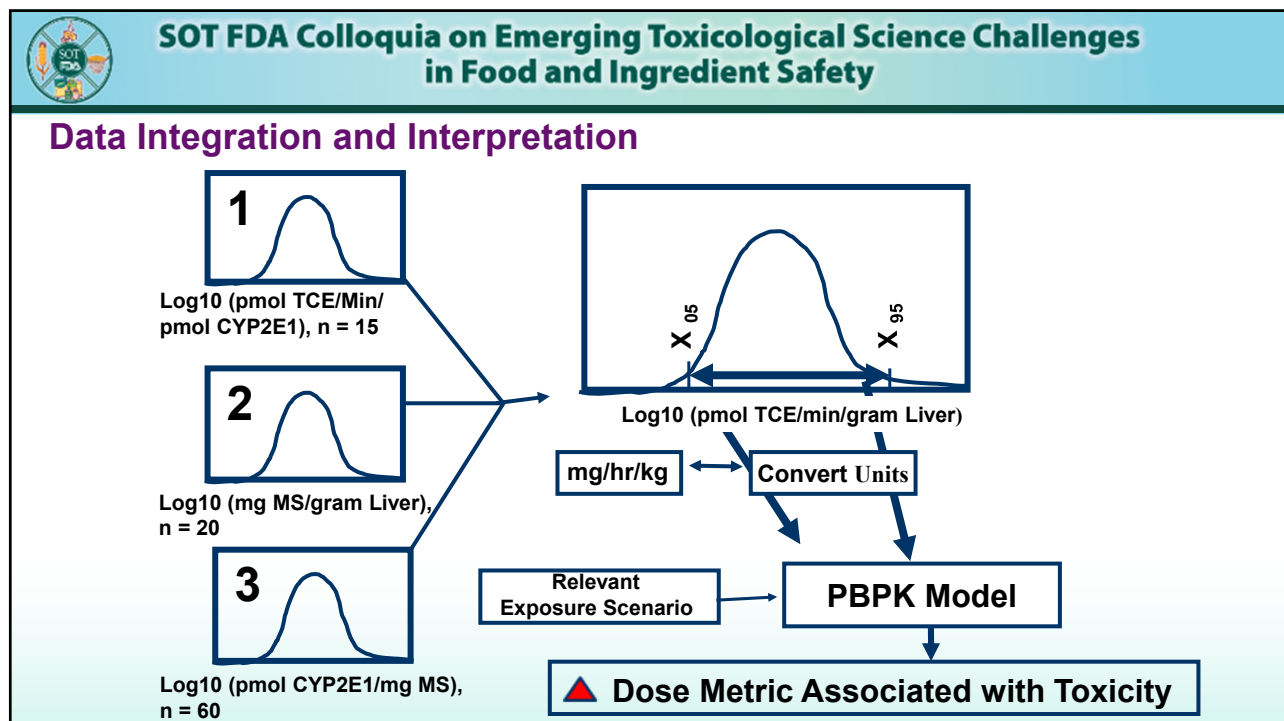 SOT FDA Colloquia on Emerging Toxicological Science Challenges
in Food and Ingredient Safety
SOT
FDA
Data Integration and Interpretation
1
Log10 (pmol TCE/Min/
pmol CYP2E1), n = 15
2
Log10 (mg MS/gram Liver),
n = 20
3
Log10 (pmol CYP2E1/mg MS),
n = 60
X 05
X 95
Log10 (pmol TCE/min/gram Liver)
mg/hr/kg
Convert Units
Relevant
Exposure Scenario
PBPK Model
Dose Metric Associated with Toxicity